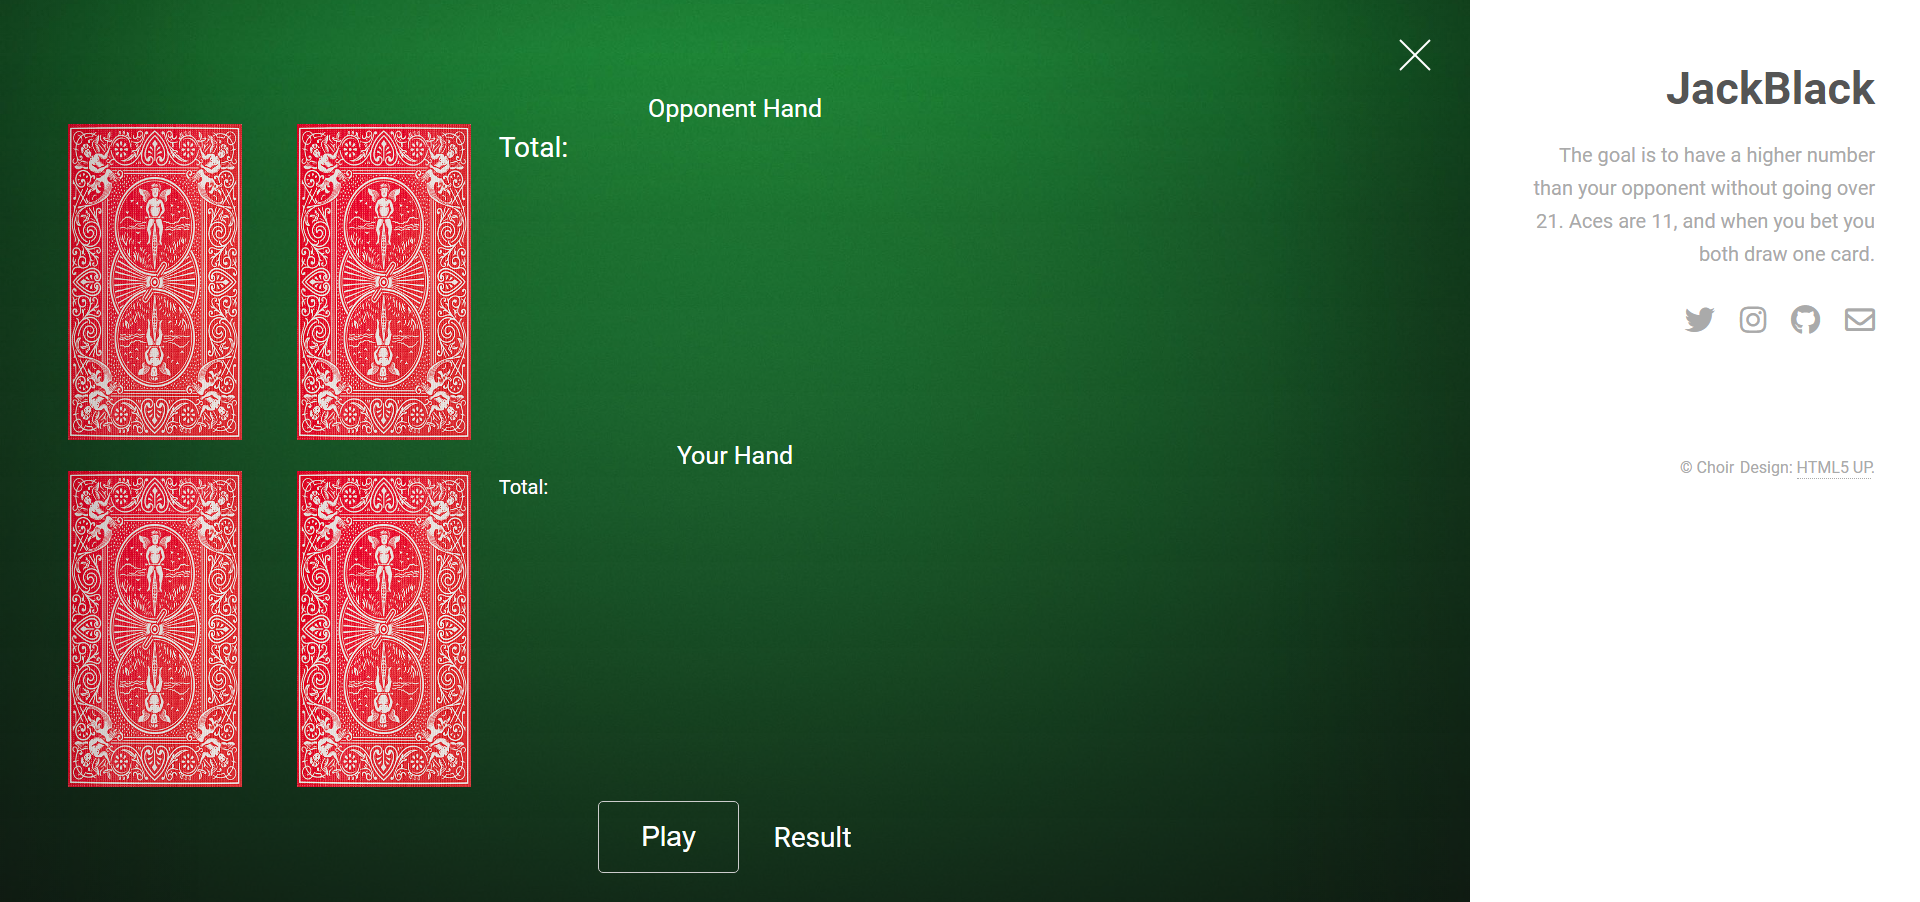 Opponent Hand
Total:
Your Hand
Total:
Play
Result
JackBlack
The goal is to have a higher number
than your opponent without going over
21. Aces are 11, and when you bet you
both draw one card.
© Choir Design: HTML5 UP.